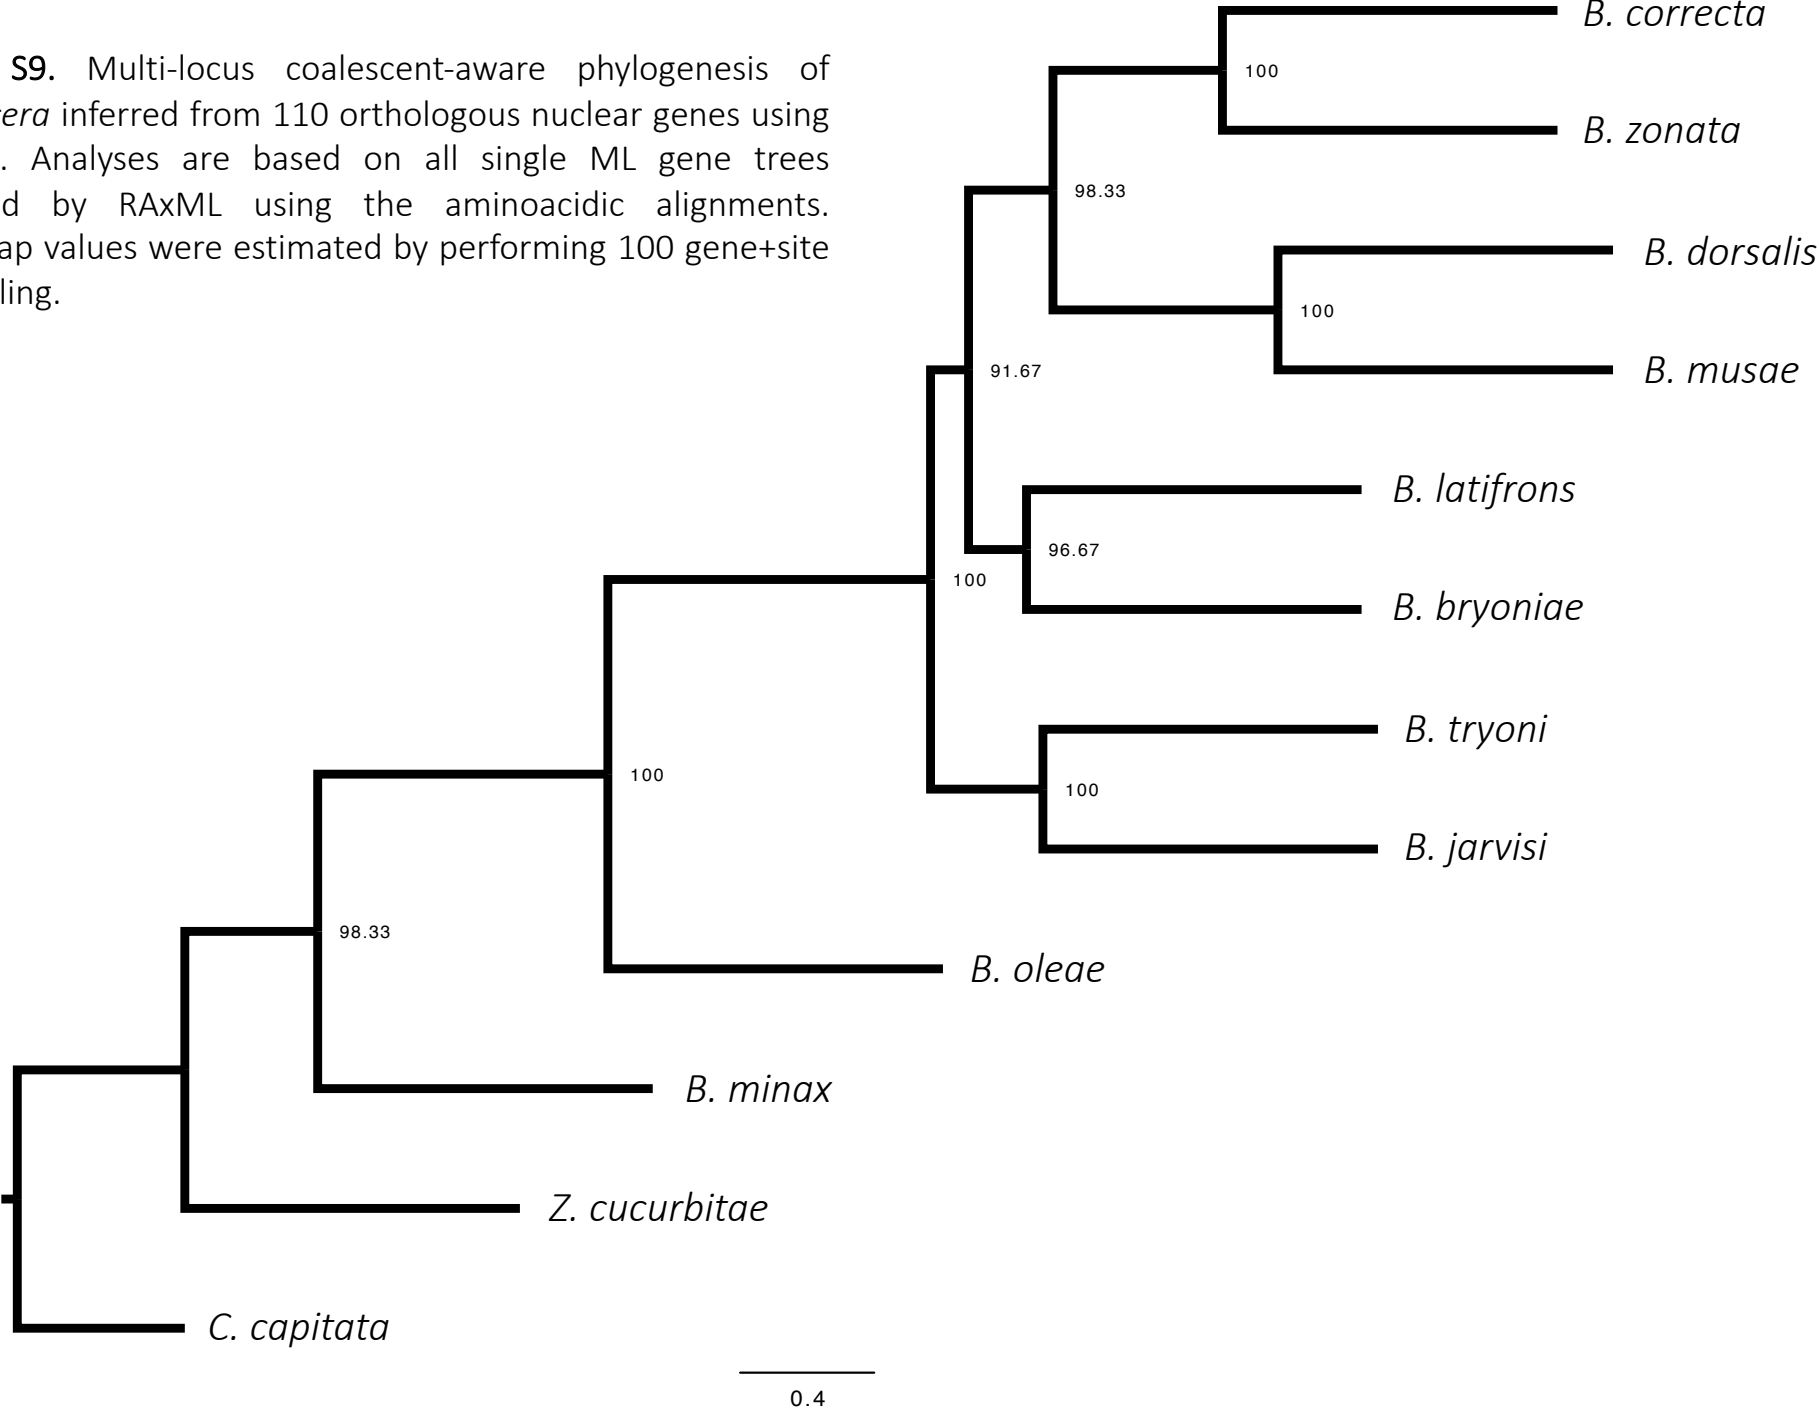 B. correcta
S9. Multi-locus coalescent-aware phylogenesis of
era inferred from 110 orthologous nuclear genes using
. Analyses are based on all single ML gene trees
d by RAxML using the aminoacidic alignments.
ap values were estimated by performing 100 gene+site
ling.
100
B. zonata
98.33
B. dorsalis
100
B. musae
91.67
B. latifrons
96.67
100
B. bryoniae
B. tryoni
100
100
B. jarvisi
98.33
B. oleae
B. minax
Z. cucurbitae
C. capitata
0.4